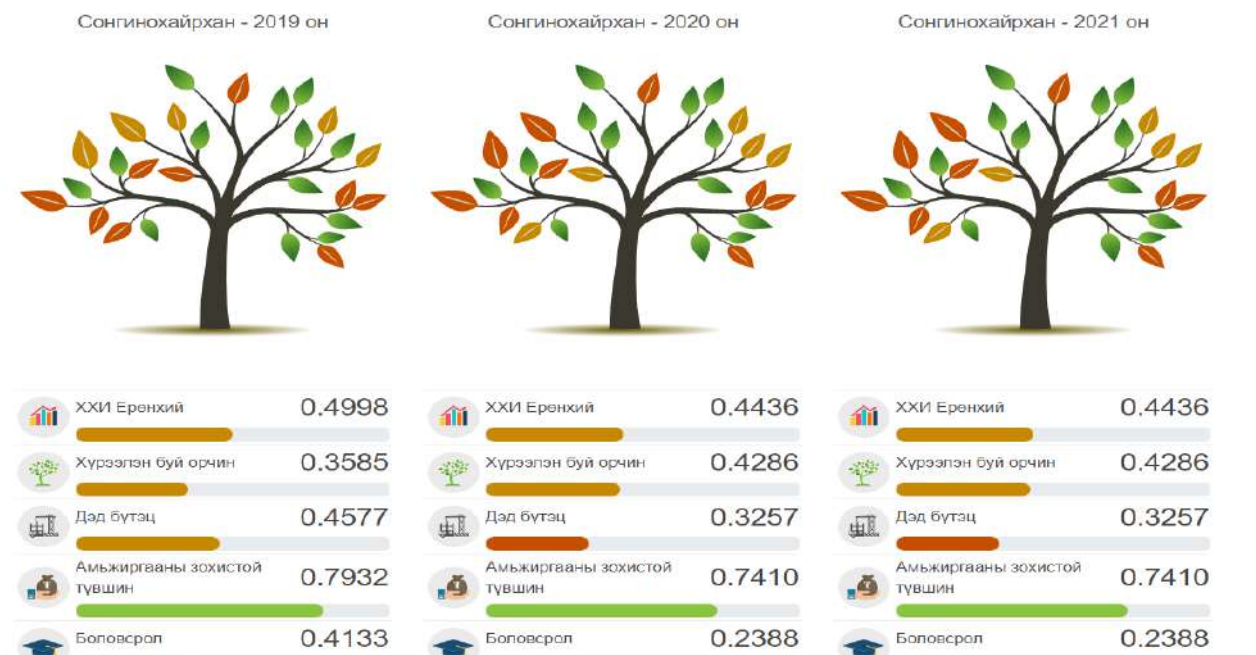 Сонгинохайрхан - 2019 он
ХХИ Ерөнхий 0.4998
Хүрээлэн буй орчин 0.3585
Дэд бүтэц 0.4577
Амьжиргааны зохистой
түвшин 0.7932
Боловсрол 0.4133
Сонгинохайрхан - 2020 он
ХХИ Ерөнхий 0.4436
Хүрээлэн буй орчин 0.4286
Дэд бүтэц 0.3257
Амьжиргааны зохистой
түвшин 0.7410
Боловсрол 0.2388
Сонгинохайрхан - 2021 он
ХХИ Ерөнхий 0.4436
Хүрээлэн буй орчин 0.4286
Дэд бүтэц 0.3257
Амьжиргааны зохистой
түвшин 0.7410
Боловсрол 0.2388